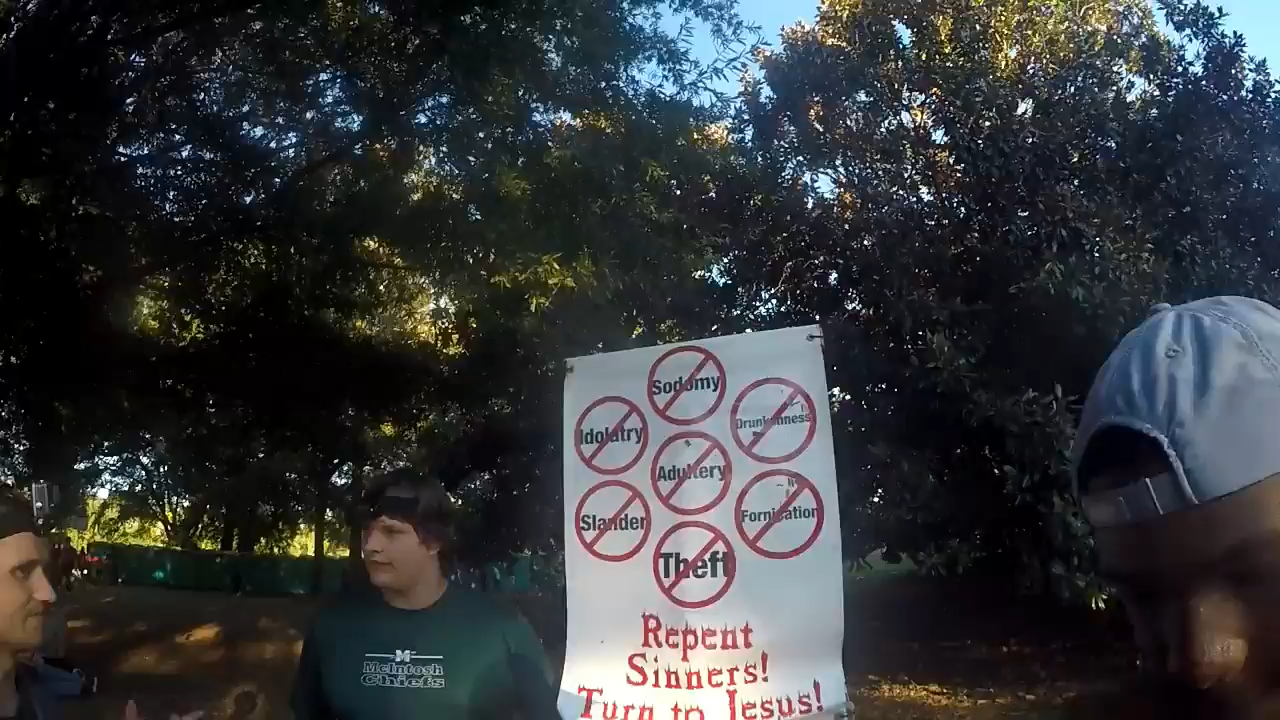 Sodomy
Idolatry
Drunkenness
Adultery
Slander
Fornication
Theft
Repent
Sinners!
Turn to Jesus!
M
McIntosh
Chiefs